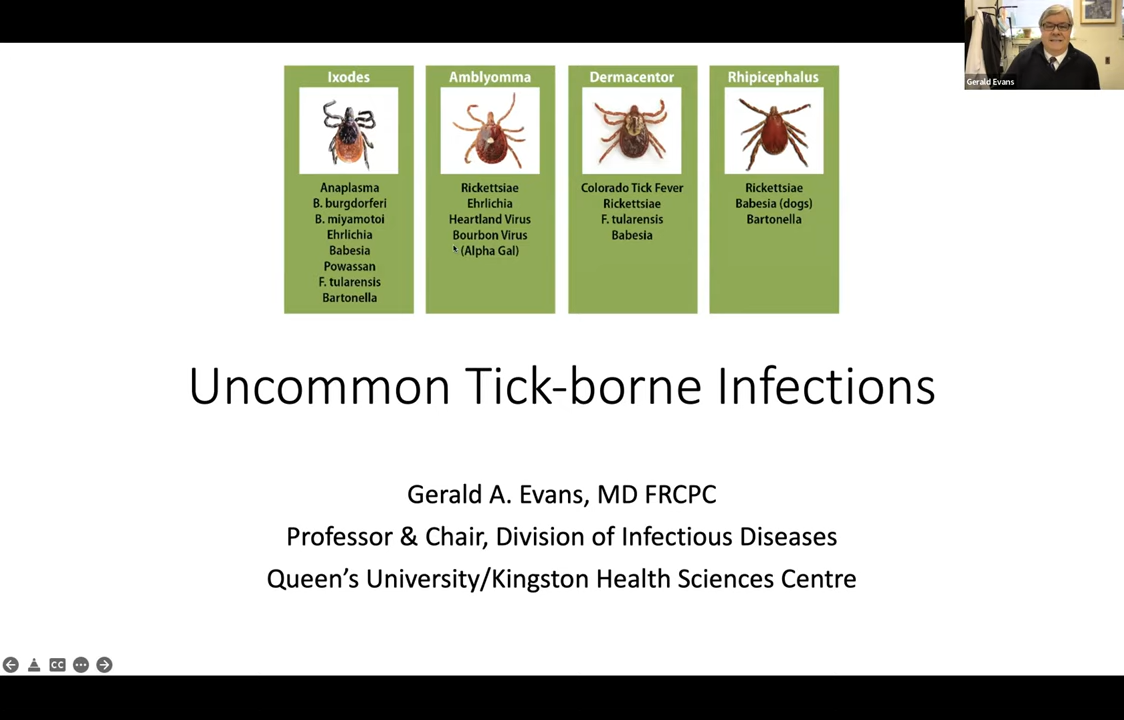 Gerald Evans
Ixodes
Anaplasma
B. burgdorferi
B. miyamotoi
Ehrlichia
Babesia
Powassan
F. tularensis
Bartonella
Amblyomma
Rickettsiae
Ehrlichia
Heartland Virus
Bourbon Virus
(Alpha Gal)
Dermacentor
Colorado Tick Fever
Rickettsiae
F. tularensis
Babesia
Rhipicephalus
Rickettsiae
Babesia (dogs)
Bartonella
Uncommon Tick-borne Infections
Gerald A. Evans, MD FRCPC
Professor & Chair, Division of Infectious Diseases
Queen's University/Kingston Health Sciences Centre
CC